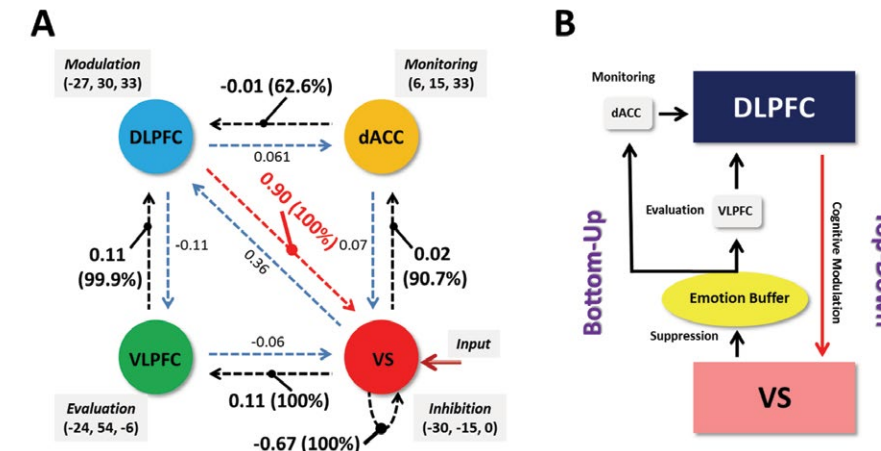 A
Modulation
(-27, 30, 33)
-0.01 (62.6%)
Monitoring
(6, 15, 33)
DLPFC
dACC
0.061
0.90 (100%)
0.11
(99.9%)
-0.11
0.36
0.07
0.02
(90.7%)
VLPFC
-0.06
VS
Input
0.11 (100%)
Evaluation
(-24, 54, -6)
Inhibition
(-30, -15, 0)
-0.67 (100%)
B
Monitoring
dACC
DLPFC
Evaluation
VLPFC
Cognitive Modulation
Bottom-Up
Emotion Buffer
Suppression
VS